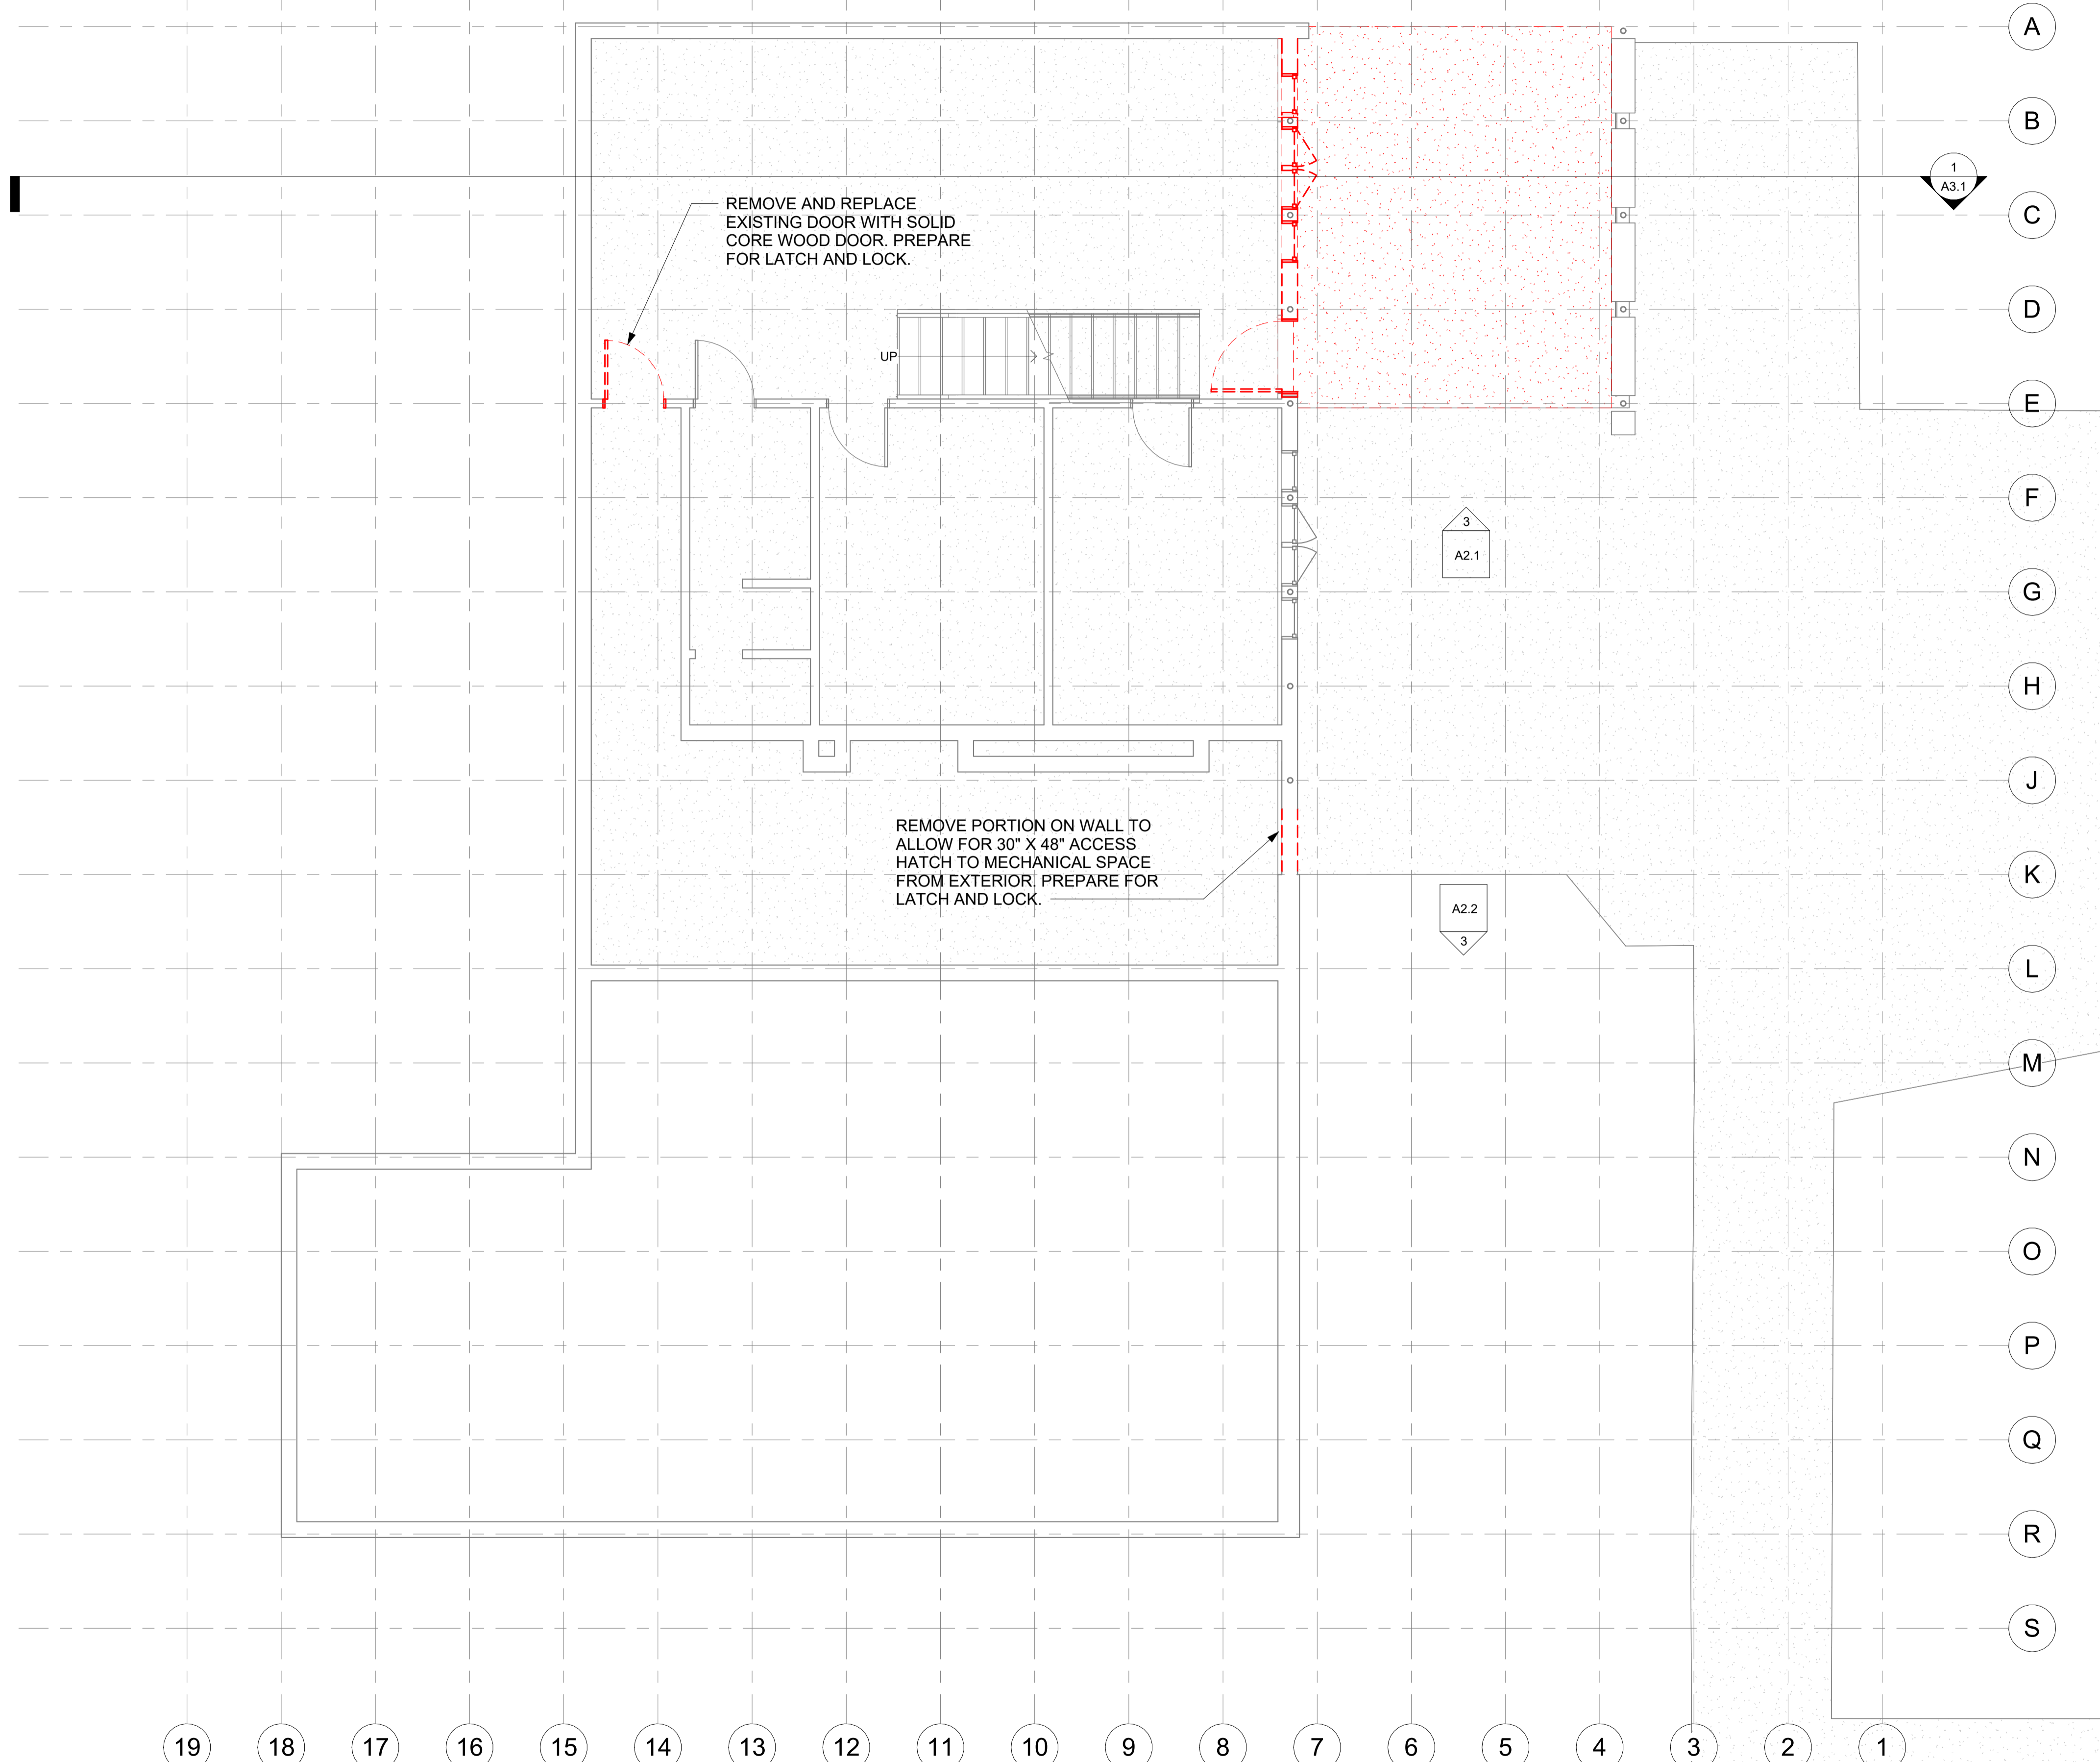 A
B
1
A3.1
REMOVE AND REPLACE
EXISTING DOOR WITH SOLID
CORE WOOD DOOR. PREPARE
FOR LATCH AND LOCK.
C
D
UP
E
F
3
A2.1
G
H
J
REMOVE PORTION ON WALL TO
ALLOW FOR 30" X 48" ACCESS
HATCH TO MECHANICAL SPACE
FROM EXTERIOR. PREPARE FOR
LATCH AND LOCK.
K
A2.2
3
L
M
N
O
P
Q
R
S
19 18 17 16 15 14 13 12 11 10 9 8 7 6 5 4 3 2 1